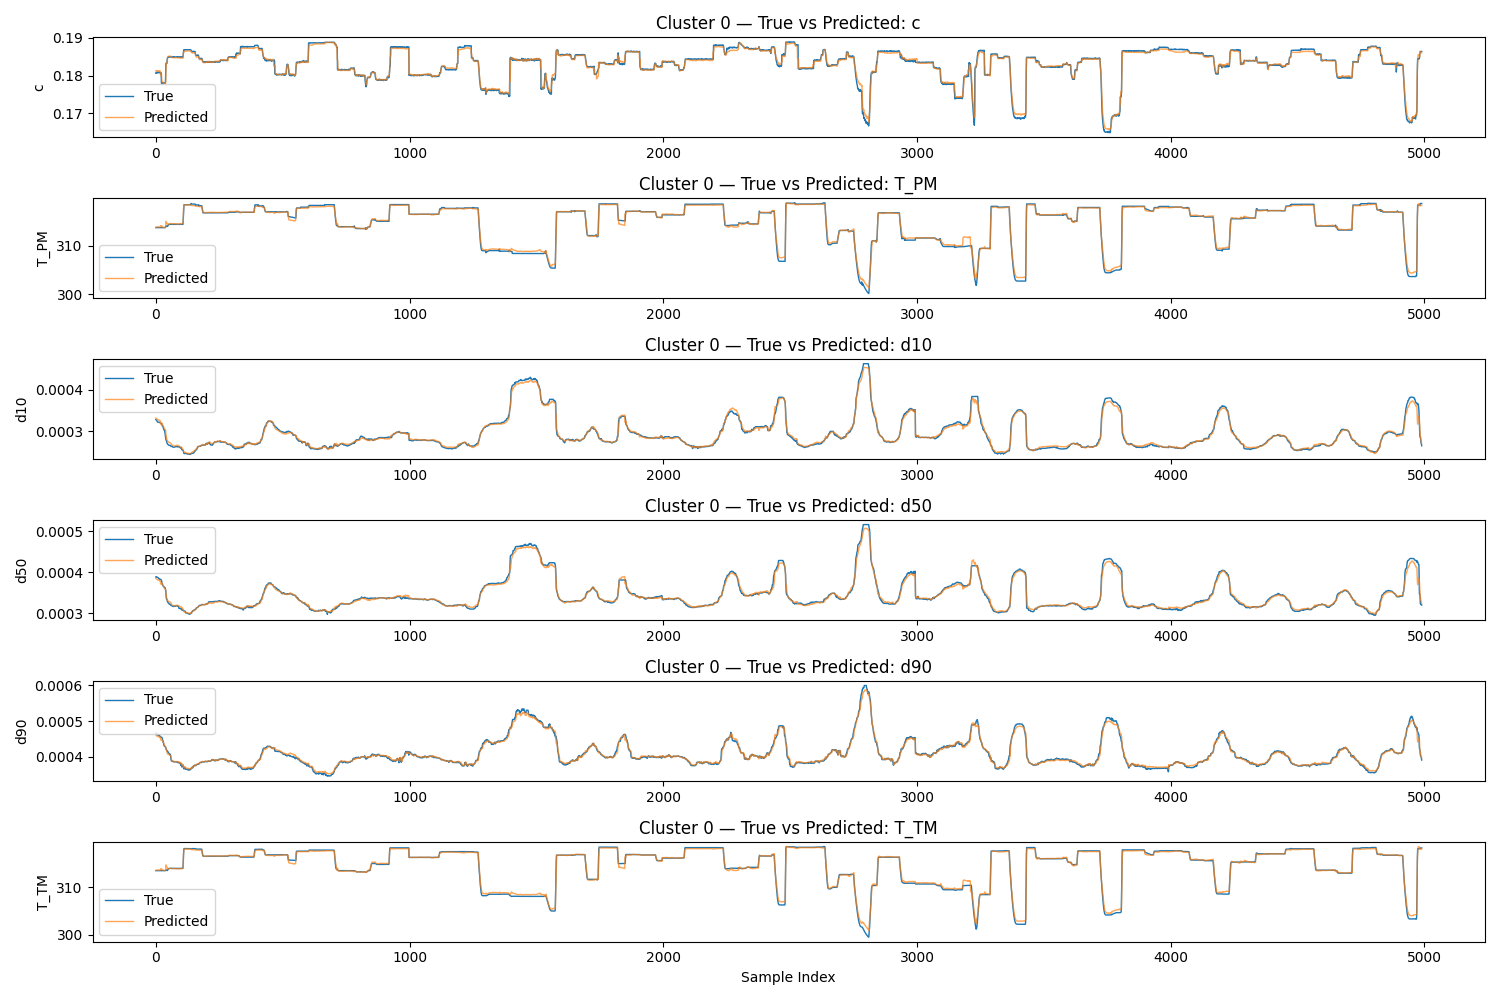 Cluster 0 — True vs Predicted: c
0.19
0.18
0.17
c
True
Predicted
0 1000 2000 3000 4000 5000
Cluster 0 — True vs Predicted: T_PM
310
300
T_PM
True
Predicted
0 1000 2000 3000 4000 5000
Cluster 0 — True vs Predicted: d10
0.0004
0.0003
d10
True
Predicted
0 1000 2000 3000 4000 5000
Cluster 0 — True vs Predicted: d50
0.0005
0.0004
0.0003
d50
True
Predicted
0 1000 2000 3000 4000 5000
Cluster 0 — True vs Predicted: d90
0.0006
0.0005
0.0004
d90
True
Predicted
0 1000 2000 3000 4000 5000
Cluster 0 — True vs Predicted: T_TM
310
300
T_TM
True
Predicted
0 1000 2000 3000 4000 5000
Sample Index